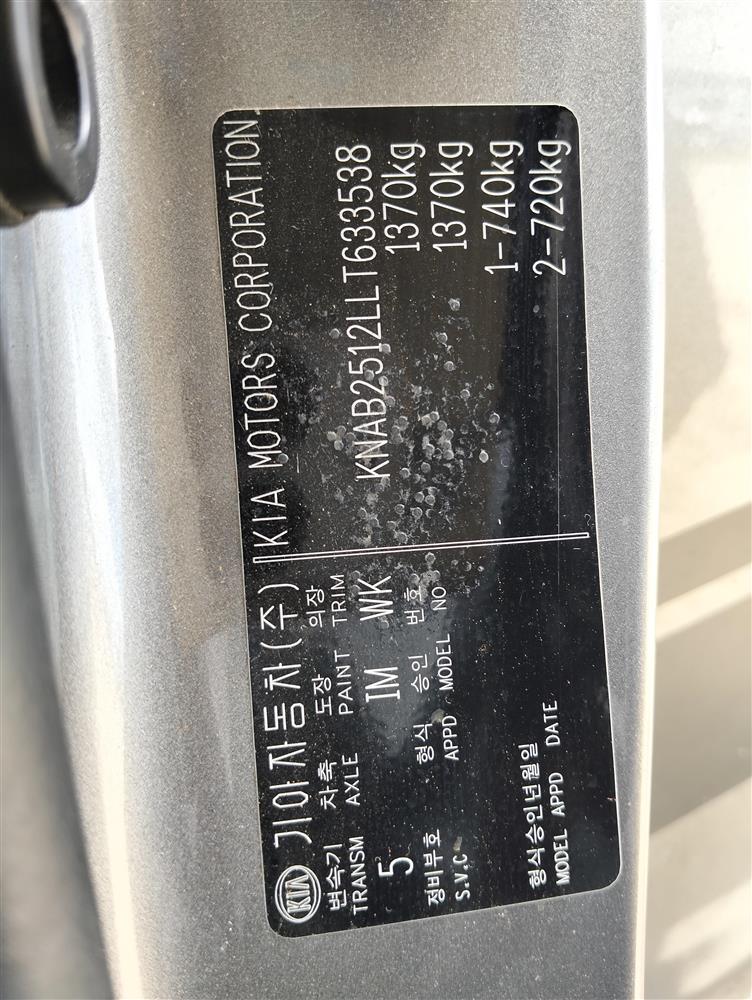 KIA 기아자동차(주) KIA MOTORS CORPORATION
변속기 차축 도장 의장
TRANSM AXLE PAINT TRIM
5 IM WK
정비부호 형식 승인 번호
S.V.C APPD MODEL NO
형식승인년월일
MODEL APPD DATE
KNAB2512LLT633538
1370kg
1370kg
1-740kg
2-720kg